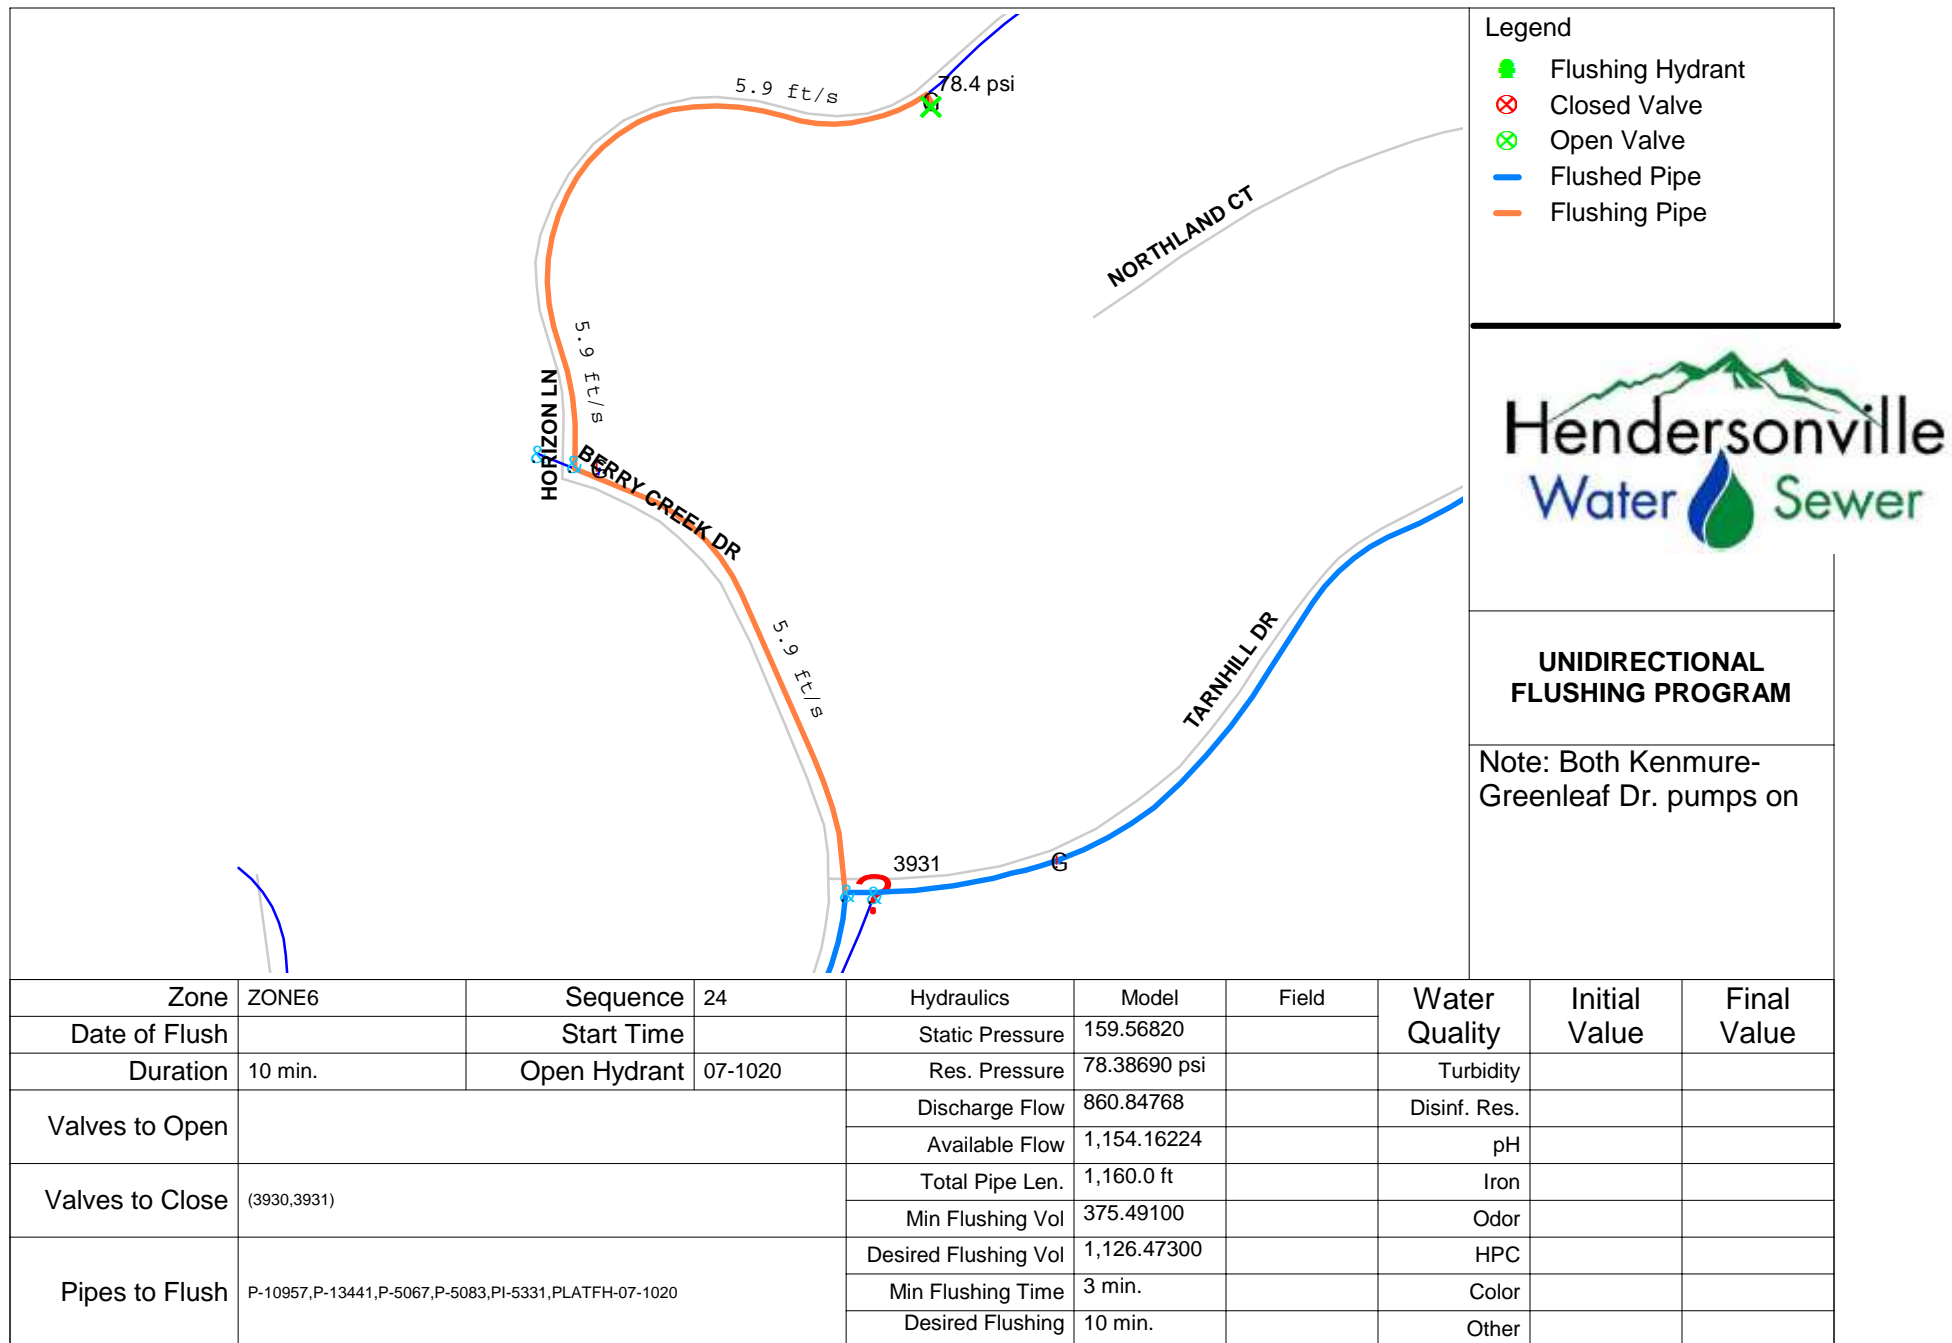 5.9 ft/s
78.4 psi
NORTHLAND CT
5.9 ft/s
HORIZON LN
BERRY CREEK DR
5.9 ft/s
TARNHILL DR
3931
G
G
G
Legend
Flushing Hydrant
Closed Valve
Open Valve
Flushed Pipe
Flushing Pipe
Hendersonville
Water Sewer
UNIDIRECTIONAL
FLUSHING PROGRAM
Note: Both Kenmure-
Greenleaf Dr. pumps on
Zone ZONE6 Sequence 24 Hydraulics Model Field Water Quality Initial Value Final Value
Date of Flush Start Time Static Pressure 159.56820
Duration 10 min. Open Hydrant 07-1020 Res. Pressure 78.38690 psi Turbidity
Valves to Open Discharge Flow 860.84768 Disinf. Res.
Available Flow 1,154.16224 pH
Valves to Close (3930,3931) Total Pipe Len. 1,160.0 ft Iron
Min Flushing Vol 375.49100 Odor
Desired Flushing Vol 1,126.47300 HPC
Pipes to Flush P-10957,P-13441,P-5067,P-5083,PI-5331,PLATFH-07-1020 Min Flushing Time 3 min. Color
Desired Flushing 10 min. Other